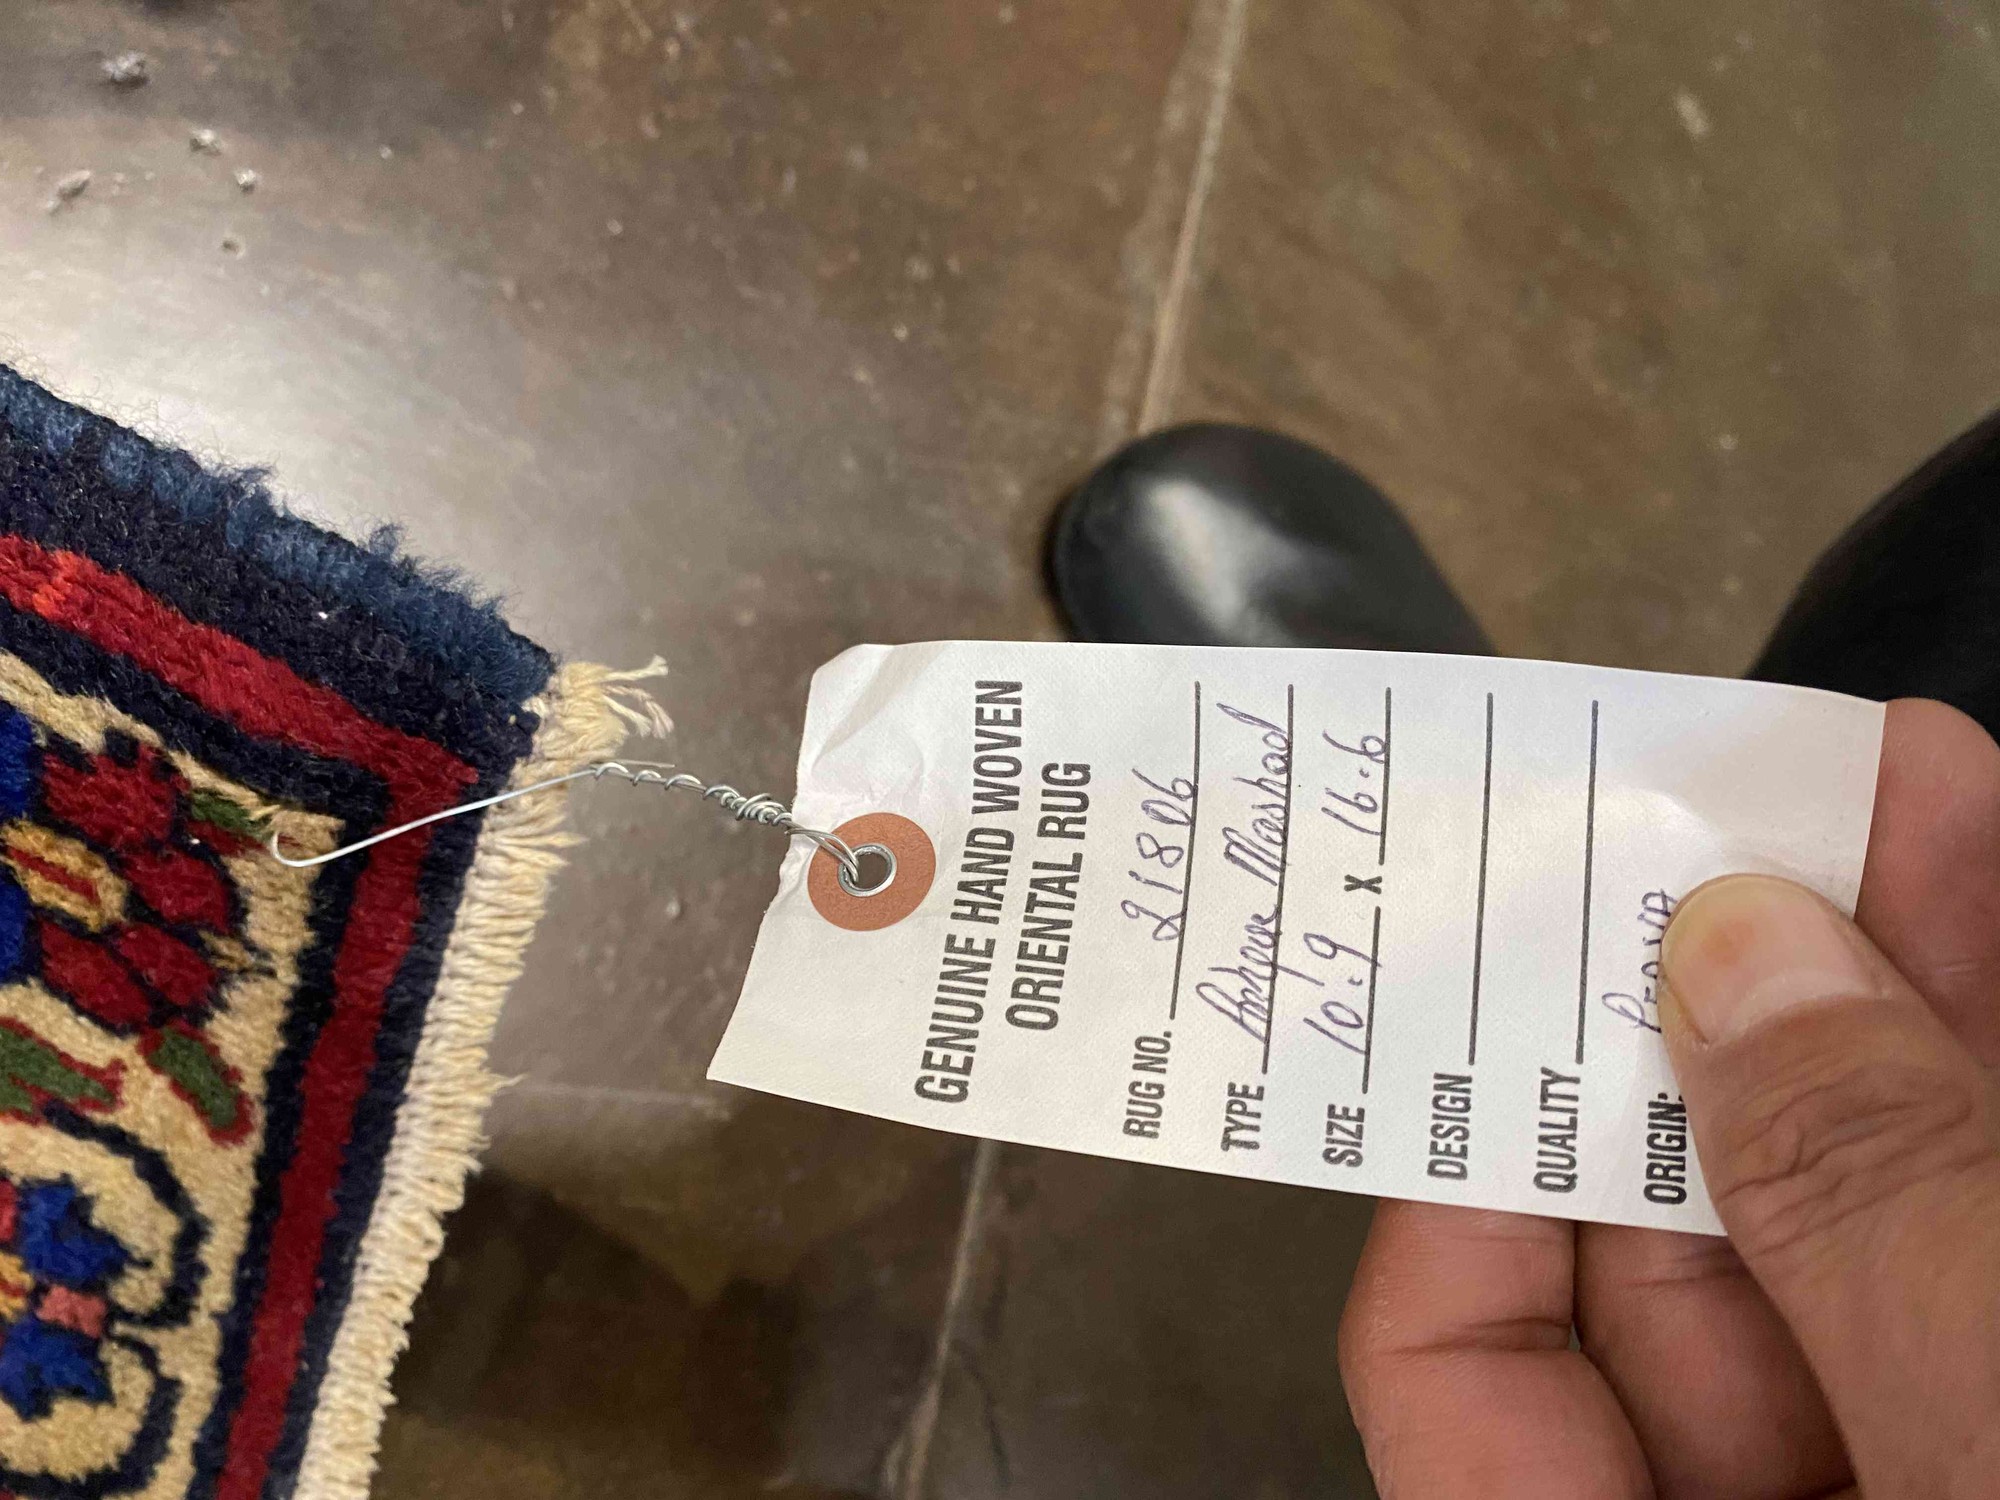 GENUINE HAND WOVEN
ORIENTAL RUG
RUG NO. 21806
TYPE Antique Mashad
SIZE 10'.9 X 16.6
DESIGN
QUALITY
ORIGIN: